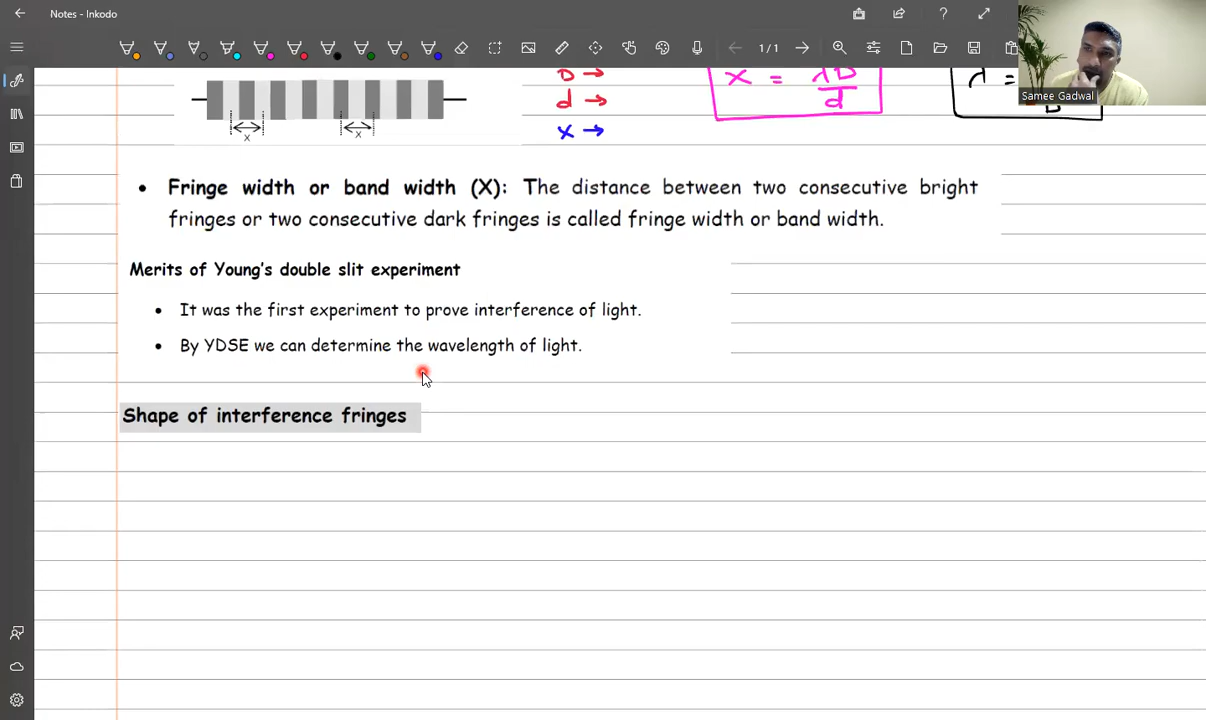 Notes - Inkodo
1/1
Samee Gadwal
D →
d →
x →
X = λD
d
λ =
D
x
x
• Fringe width or band width (X): The distance between two consecutive bright
fringes or two consecutive dark fringes is called fringe width or band width.
Merits of Young's double slit experiment
• It was the first experiment to prove interference of light.
• By YDSE we can determine the wavelength of light.
Shape of interference fringes